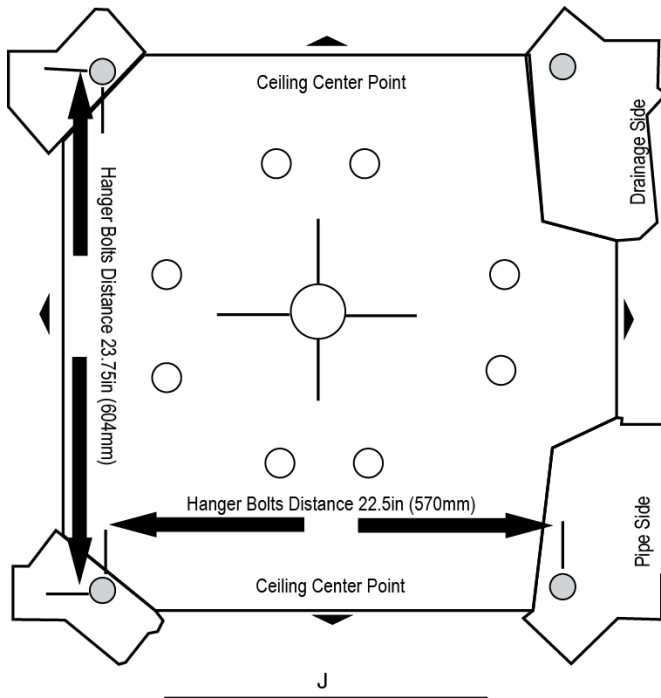 Ceiling Center Point
Drainage Side
Hanger Bolts Distance 23.75in (604mm)
Hanger Bolts Distance 22.5in (570mm)
Pipe Side
Ceiling Center Point
J